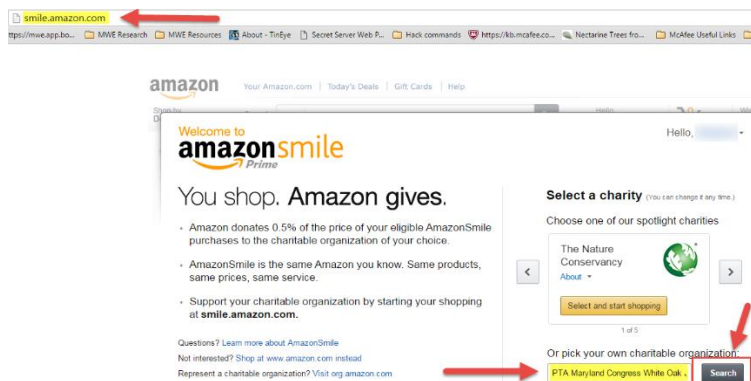 smile.amazon.com
ttps://mwe.app.bo... MWE Research MWE Resources About - TinEye Secret Server Web P... Hack commands https://kb.mcafee.co... Nectarine Trees fro... McAfee Useful Links
amazon Your Amazon.com | Today's Deals | Gift Cards | Help
Shop by Hello
Welcome to
amazonsmile
Prime
Hello,
You shop. Amazon gives.
• Amazon donates 0.5% of the price of your eligible AmazonSmile
purchases to the charitable organization of your choice.
• AmazonSmile is the same Amazon you know. Same products,
same prices, same service.
• Support your charitable organization by starting your shopping
at smile.amazon.com.
Questions? Learn more about AmazonSmile
Not interested? Shop at www.amazon.com instead
Represent a charitable organization? Visit org.amazon.com
Select a charity (You can change it any time.)
Choose one of our spotlight charities
The Nature
Conservancy
About
Select and start shopping
1 of 5
Or pick your own charitable organization:
PTA Maryland Congress White Oak Search